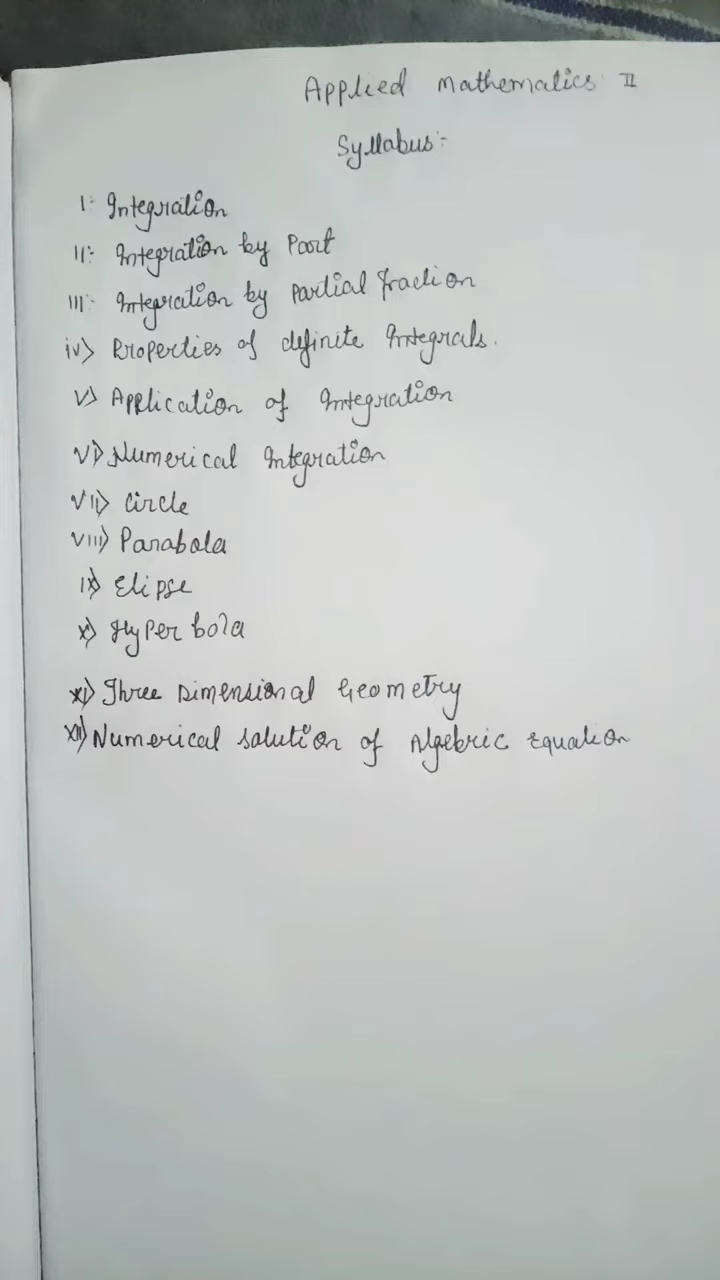 Applied Mathematics II
Syllabus:-
I: Integration
II: Integration by Part
III: Integration by Partial fraction
iv) Properties of definite Integrals.
V) Application of Integration
VI) Numerical Integration
VII) Circle
VIII) Parabola
IX) Elipse
X) Hyper bola
XI) Three Dimensional Geometry
XII) Numerical solution of Algebric Equation